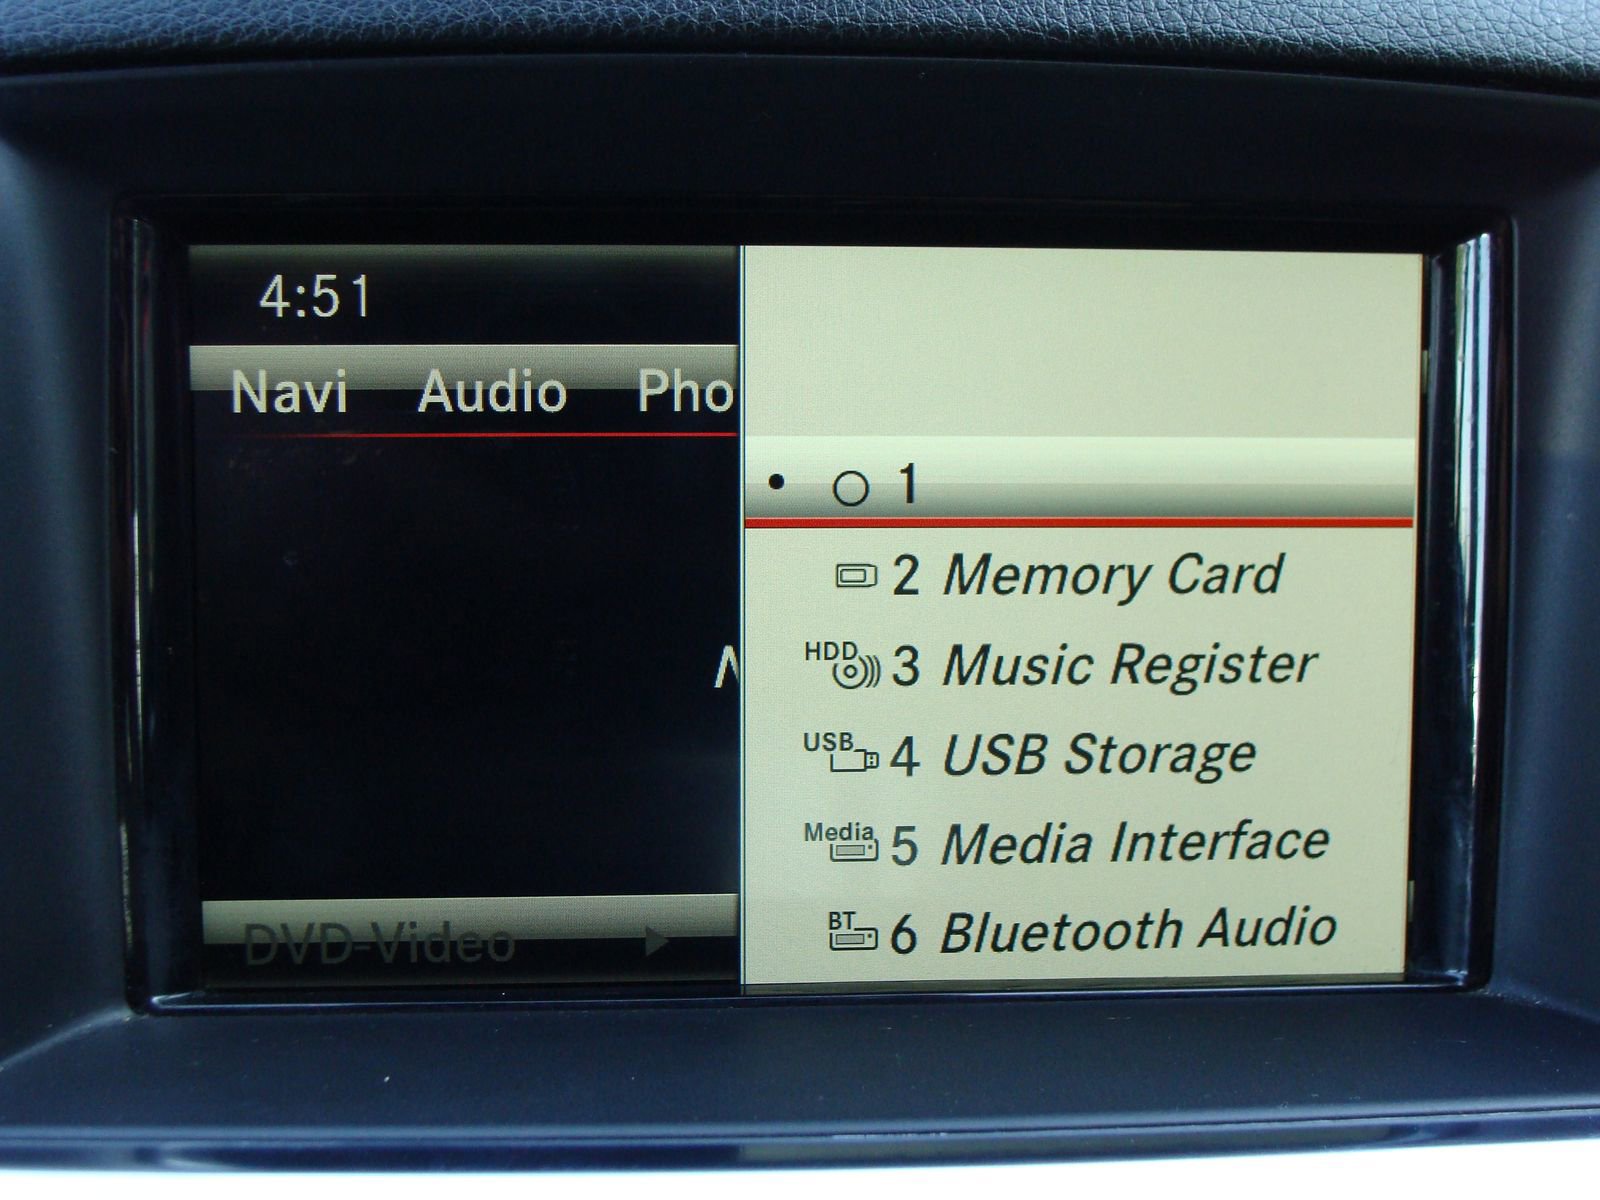 4:51
Navi Audio Pho
DVD-Video
1
2 Memory Card
HDD 3 Music Register
USB 4 USB Storage
Media 5 Media Interface
BT 6 Bluetooth Audio